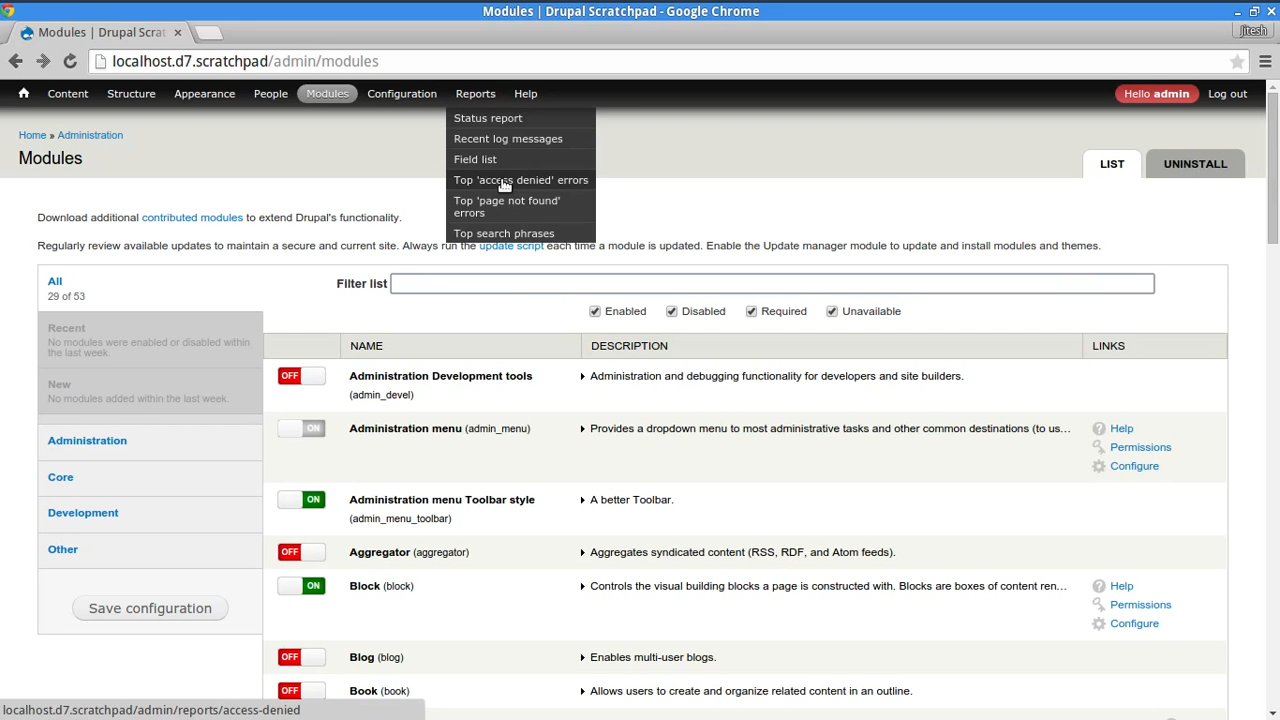 Modules | Drupal Scratchpad - Google Chrome
Modules | Drupal Scrat
jitesh
localhost.d7.scratchpad/admin/modules
Content Structure Appearance People Modules Configuration Reports Help Hello admin Log out
Status report
Recent log messages
Field list
Top 'access denied' errors
Top 'page not found'
errors
Top search phrases
Home » Administration
Modules
LIST UNINSTALL
Download additional contributed modules to extend Drupal's functionality.
Regularly review available updates to maintain a secure and current site. Always run the update script each time a module is updated. Enable the Update manager module to update and install modules and themes.
All
29 of 53
Recent
No modules were enabled or disabled within
the last week.
New
No modules added within the last week.
Administration
Core
Development
Other
Save configuration
Filter list
Enabled Disabled Required Unavailable
NAME DESCRIPTION LINKS
OFF Administration Development tools Administration and debugging functionality for developers and site builders.
(admin_devel)
ON Administration menu (admin_menu) Provides a dropdown menu to most administrative tasks and other common destinations (to us... Help
Permissions
Configure
ON Administration menu Toolbar style A better Toolbar.
(admin_menu_toolbar)
OFF Aggregator (aggregator) Aggregates syndicated content (RSS, RDF, and Atom feeds).
ON Block (block) Controls the visual building blocks a page is constructed with. Blocks are boxes of content ren... Help
Permissions
Configure
OFF Blog (blog) Enables multi-user blogs.
OFF Book (book) Allows users to create and organize related content in an outline.
localhost.d7.scratchpad/admin/reports/access-denied